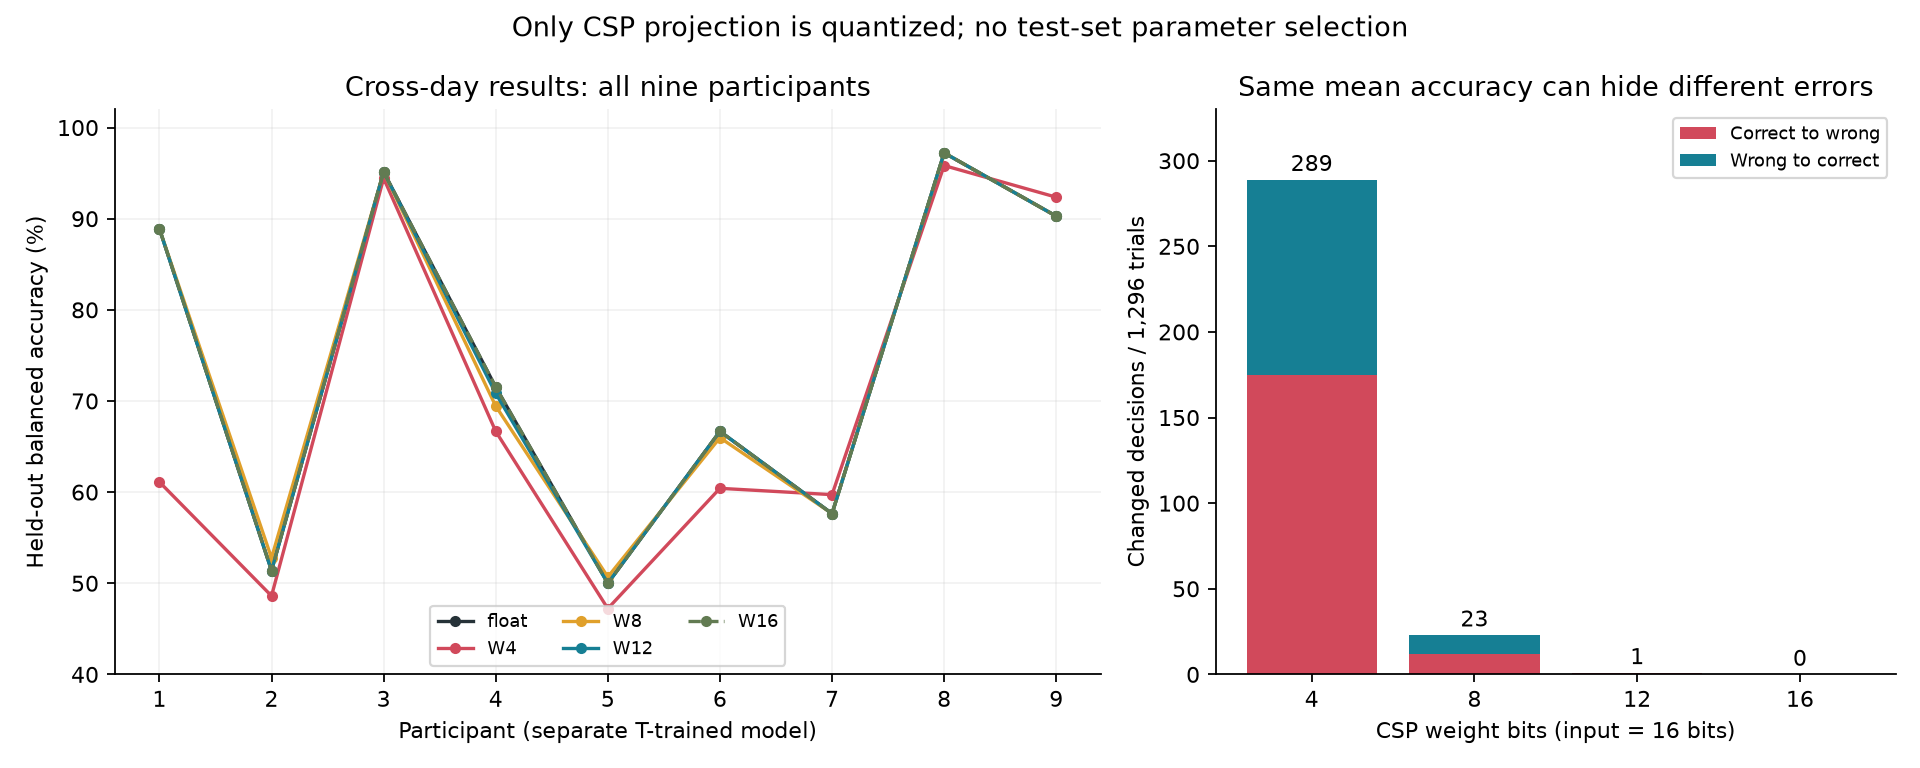 Only CSP projection is quantized; no test-set parameter selection
Cross-day results: all nine participants
Held-out balanced accuracy (%)
100
90
80
70
60
50
40
1 2 3 4 5 6 7 8 9
Participant (separate T-trained model)
float W8 W16
W4 W12
Same mean accuracy can hide different errors
Changed decisions / 1,296 trials
Correct to wrong
Wrong to correct
300
250
200
150
100
50
0
289
23
1
0
4 8 12 16
CSP weight bits (input = 16 bits)